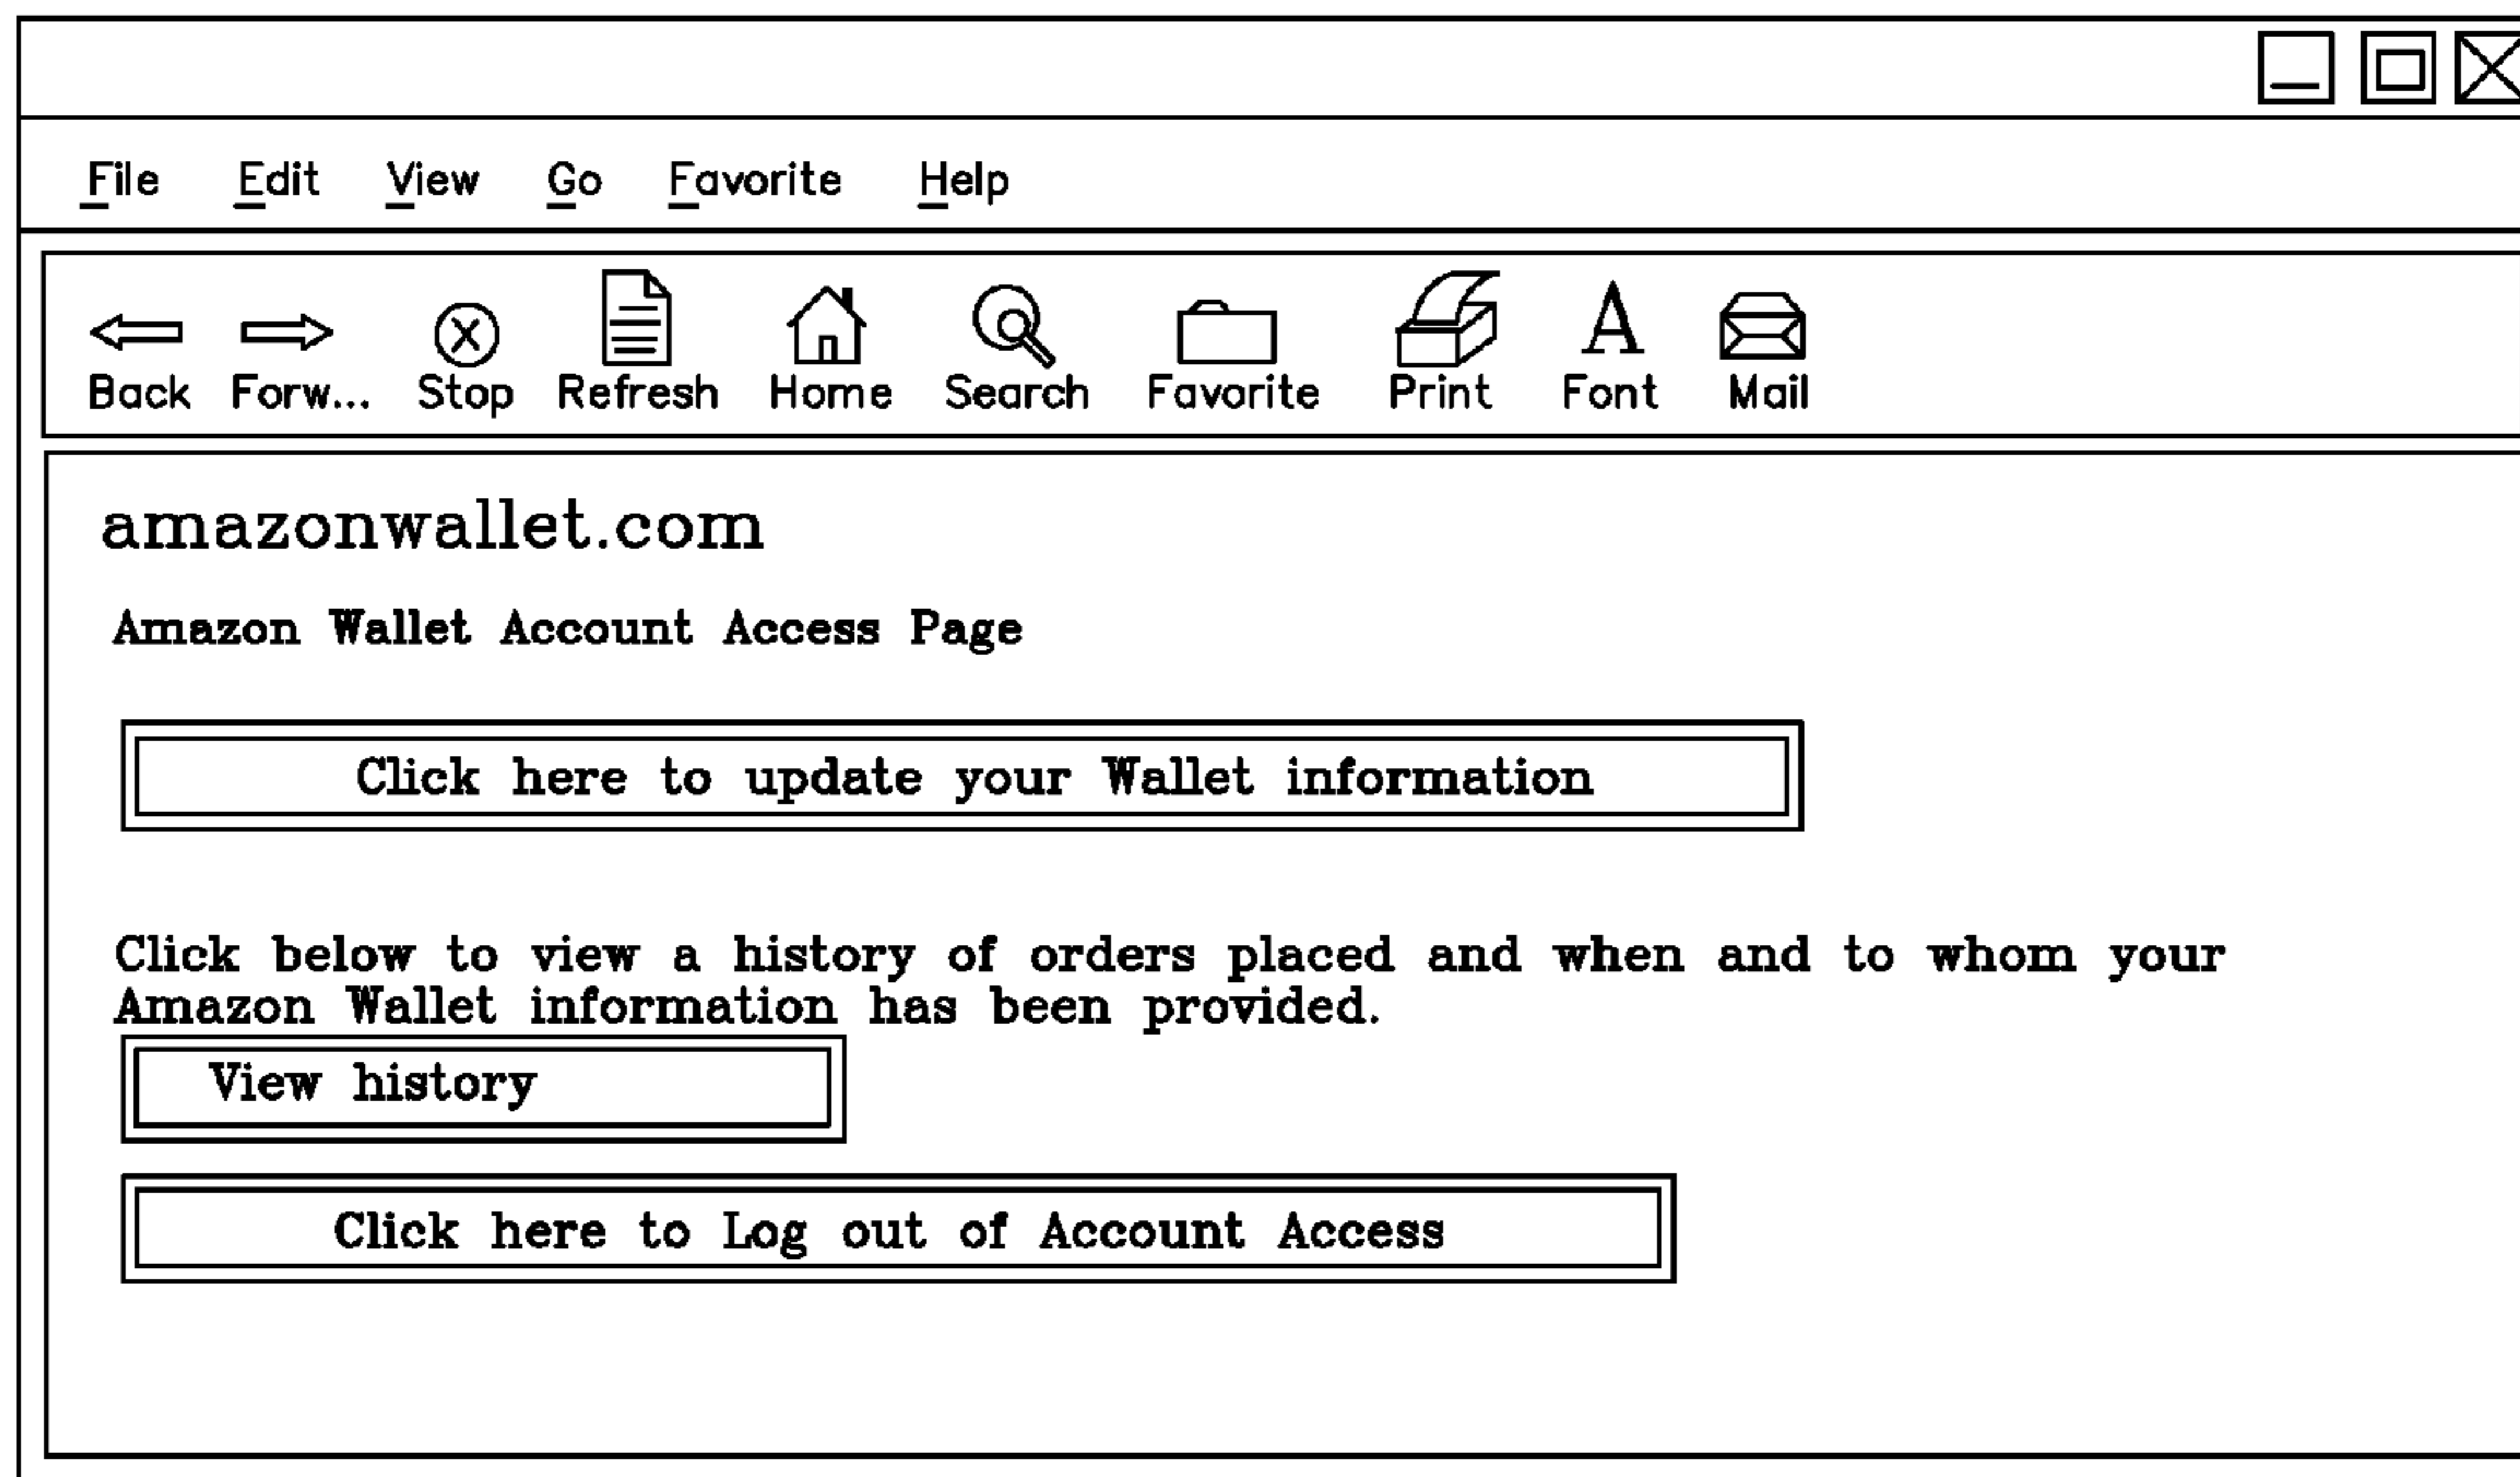 File Edit View Go Favorite Help
Back Forw... Stop Refresh Home Search Favorite Print Font Mail
amazonwallet.com
Amazon Wallet Account Access Page
Click here to update your Wallet information
Click below to view a history of orders placed and when and to whom your
Amazon Wallet information has been provided.
View history
Click here to Log out of Account Access